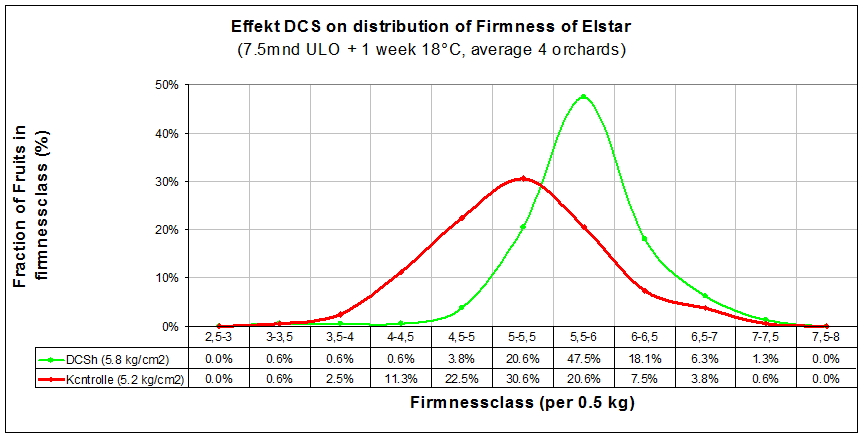 Effekt DCS on distribution of Firmness of Elstar
(7.5mnd ULO + 1 week 18°C, average 4 orchards)
Fraction of Fruits in
firmnessclass (%)
50%
40%
30%
20%
10%
0%
2,5-3 3-3,5 3,5-4 4-4,5 4,5-5 5-5,5 5,5-6 6-6,5 6,5-7 7-7,5 7,5-8
DCSh (5.8 kg/cm2) 0.0% 0.6% 0.6% 0.6% 3.8% 20.6% 47.5% 18.1% 6.3% 1.3% 0.0%
Kcntrolle (5.2 kg/cm2) 0.0% 0.6% 2.5% 11.3% 22.5% 30.6% 20.6% 7.5% 3.8% 0.6% 0.0%
Firmnessclass (per 0.5 kg)